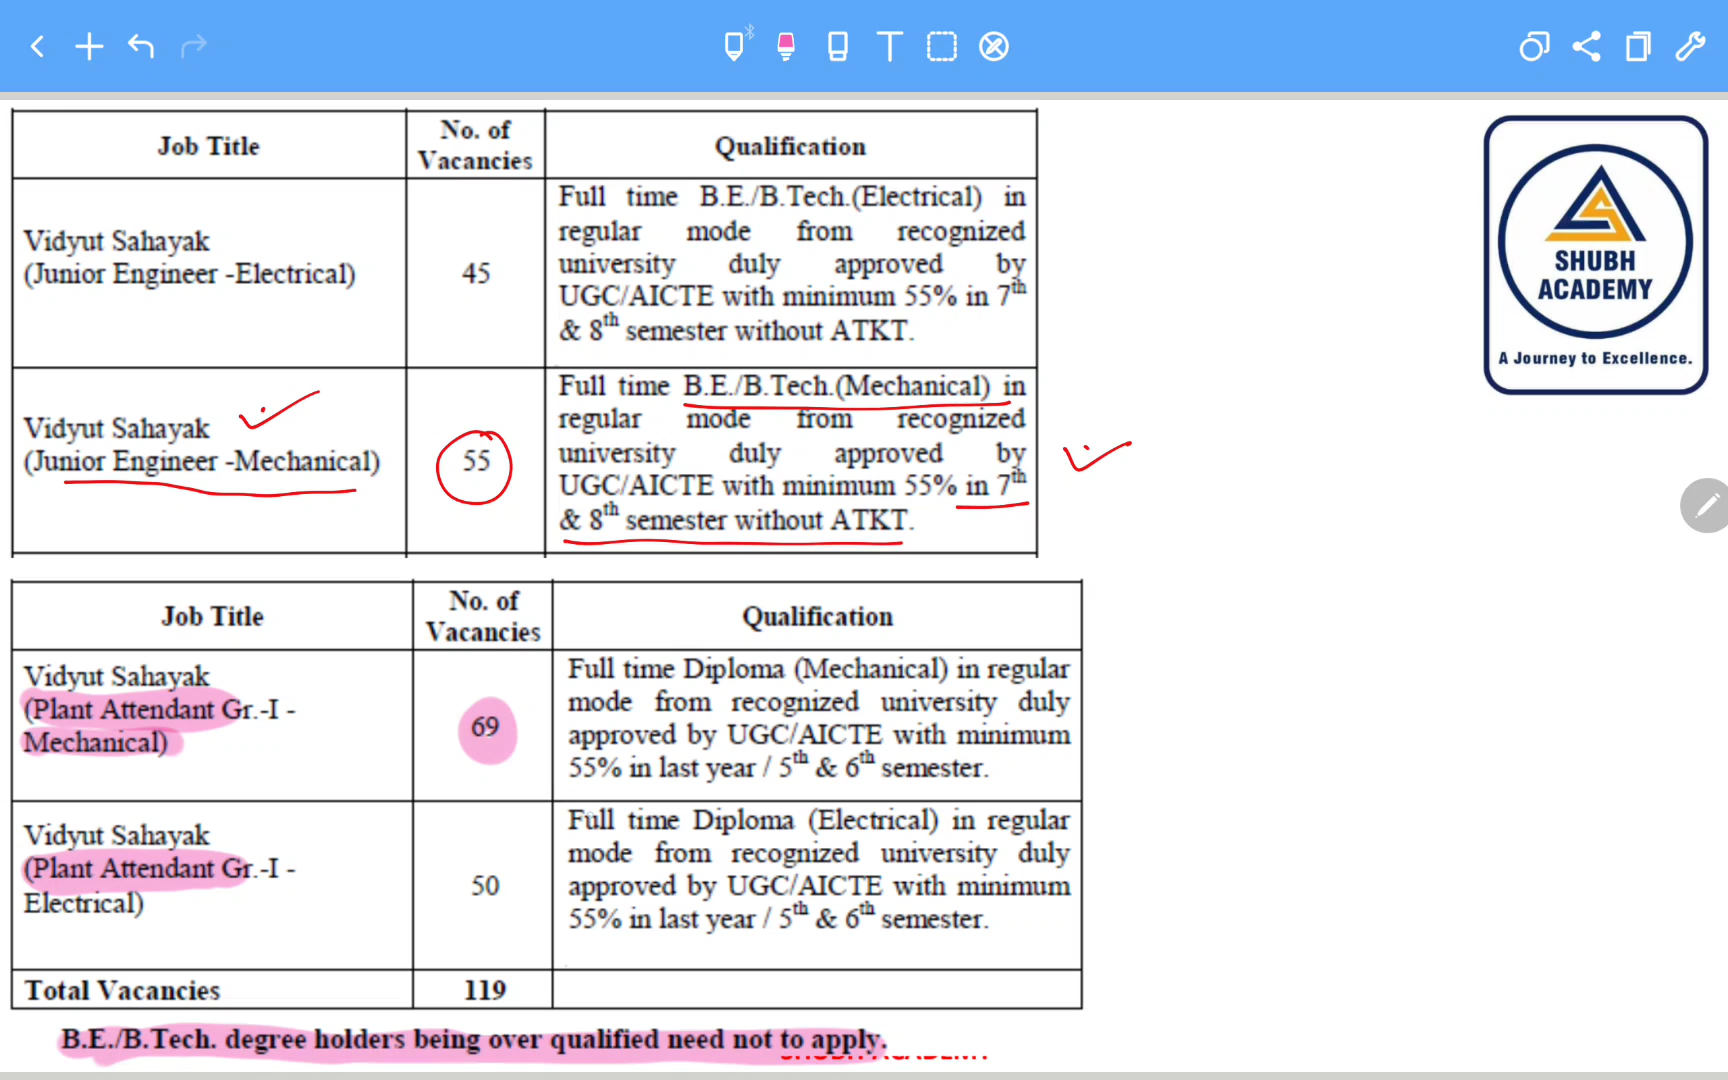 Job Title
No. of
Vacancies
Qualification
Vidyut Sahayak
(Junior Engineer -Electrical)
45
Full time B.E./B.Tech.(Electrical) in
regular mode from recognized
university duly approved by
UGC/AICTE with minimum 55% in 7th
& 8th semester without ATKT.
Vidyut Sahayak
(Junior Engineer -Mechanical)
55
Full time B.E./B.Tech.(Mechanical) in
regular mode from recognized
university duly approved by
UGC/AICTE with minimum 55% in 7th
& 8th semester without ATKT.
SHUBH
ACADEMY
A Journey to Excellence.
Job Title
No. of
Vacancies
Qualification
Vidyut Sahayak
(Plant Attendant Gr.-I -
Mechanical)
69
Full time Diploma (Mechanical) in regular
mode from recognized university duly
approved by UGC/AICTE with minimum
55% in last year / 5th & 6th semester.
Vidyut Sahayak
(Plant Attendant Gr.-I -
Electrical)
50
Full time Diploma (Electrical) in regular
mode from recognized university duly
approved by UGC/AICTE with minimum
55% in last year / 5th & 6th semester.
Total Vacancies
119
B.E./B.Tech. degree holders being over qualified need not to apply.